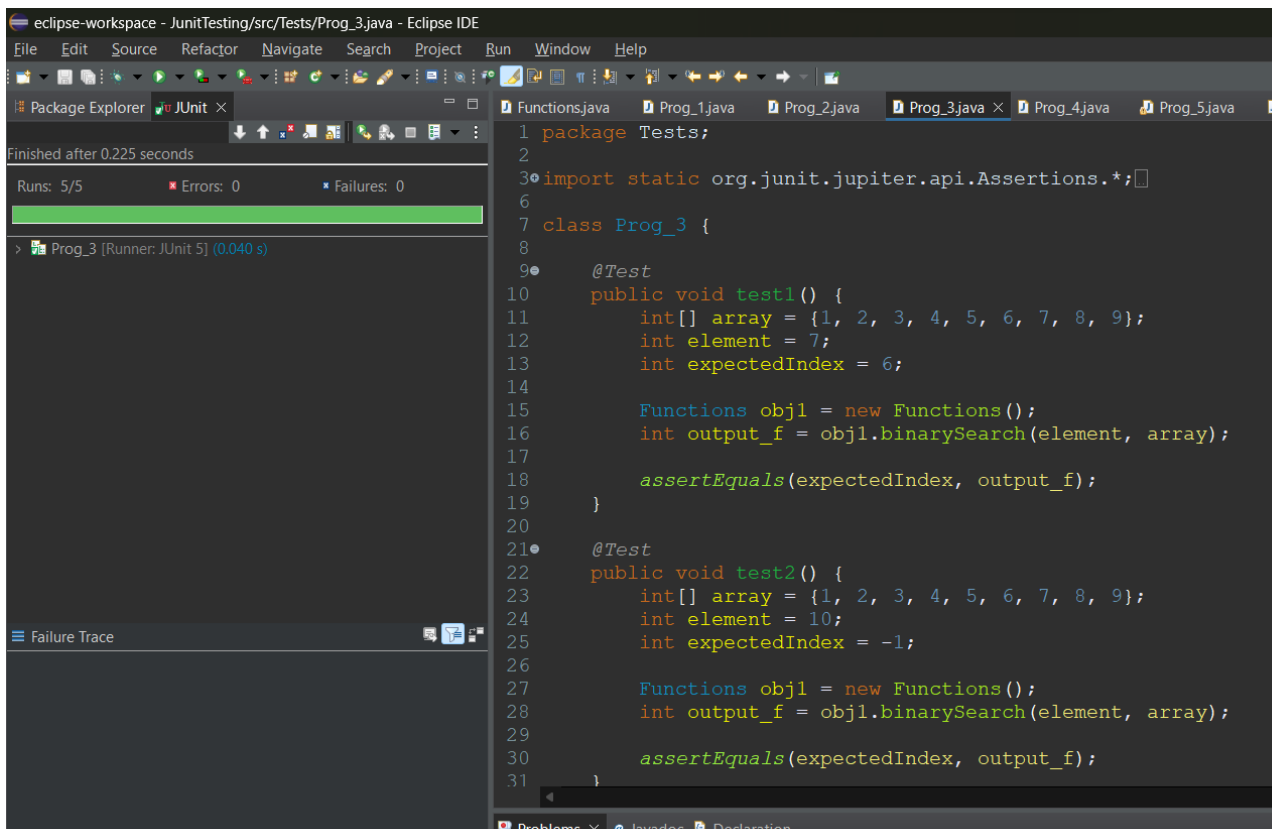 eclipse-workspace - JunitTesting/src/Tests/Prog_3.java - Eclipse IDE
File Edit Source Refactor Navigate Search Project Run Window Help
Package Explorer JUnit
Finished after 0.225 seconds
Runs: 5/5 Errors: 0 Failures: 0
Prog_3 [Runner: JUnit 5] (0.040 s)
Failure Trace
Functions.java Prog_1.java Prog_2.java Prog_3.java Prog_4.java Prog_5.java
1 package Tests;
2
3 import static org.junit.jupiter.api.Assertions.*;
6
7 class Prog_3 {
8
9 @Test
10 public void test1() {
11 int[] array = {1, 2, 3, 4, 5, 6, 7, 8, 9};
12 int element = 7;
13 int expectedIndex = 6;
14
15 Functions obj1 = new Functions();
16 int output_f = obj1.binarySearch(element, array);
17
18 assertEquals(expectedIndex, output_f);
19 }
20
21 @Test
22 public void test2() {
23 int[] array = {1, 2, 3, 4, 5, 6, 7, 8, 9};
24 int element = 10;
25 int expectedIndex = -1;
26
27 Functions obj1 = new Functions();
28 int output_f = obj1.binarySearch(element, array);
29
30 assertEquals(expectedIndex, output_f);
31 }
Problems Javadoc Declaration